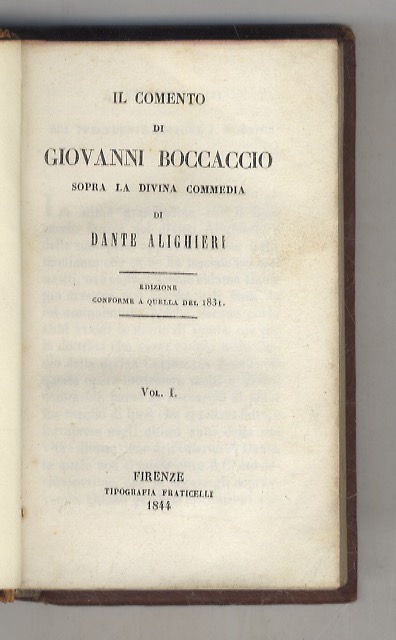 IL COMENTO
DI
GIOVANNI BOCCACCIO
SOPRA LA DIVINA COMMEDIA
DI
DANTE ALIGHIERI
EDIZIONE
CONFORME A QUELLA DEL 1831.
VOL. I.
FIRENZE
TIPOGRAFIA FRATICELLI
1844